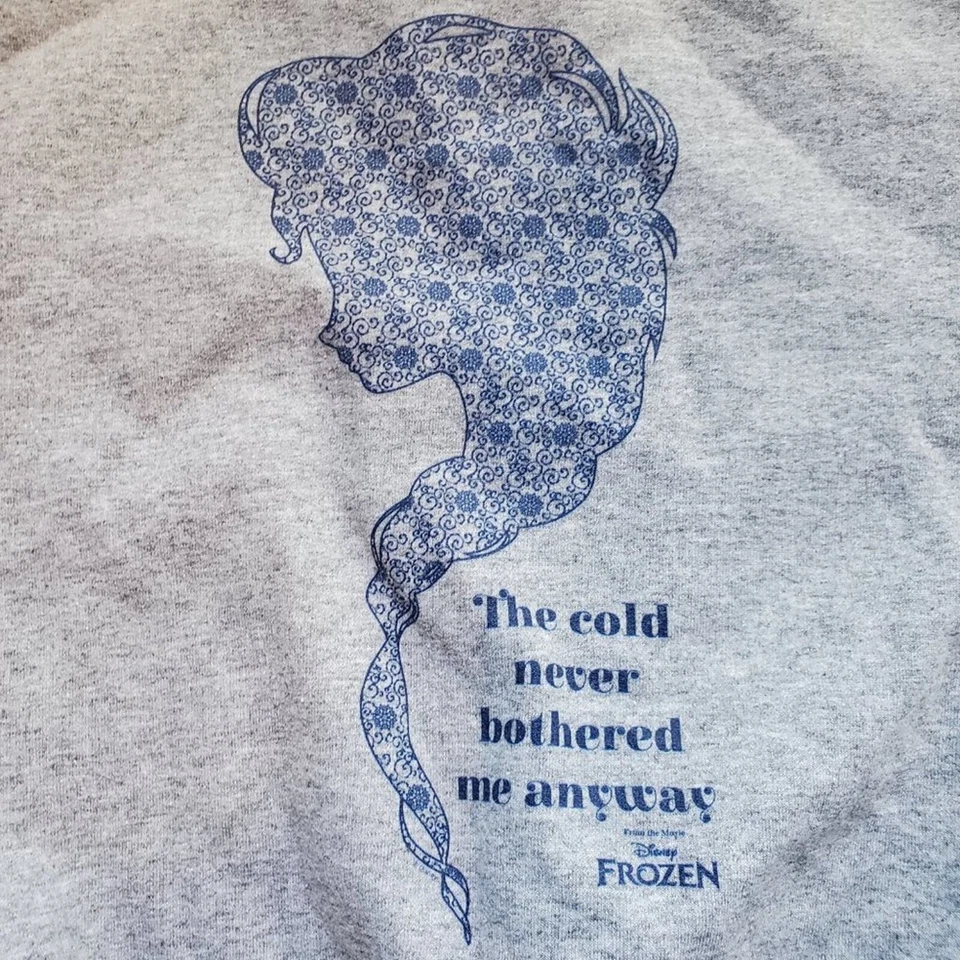 The cold
never
bothered
me anyway
From the Movie
Disney
FROZEN